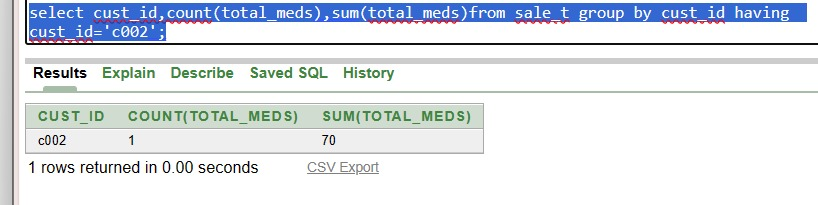 select cust_id,count(total_meds),sum(total_meds)from sale_t group by cust_id having
cust_id='c002';
Results Explain Describe Saved SQL History
CUST_ID COUNT(TOTAL_MEDS) SUM(TOTAL_MEDS)
c002 1 70
1 rows returned in 0.00 seconds CSV Export